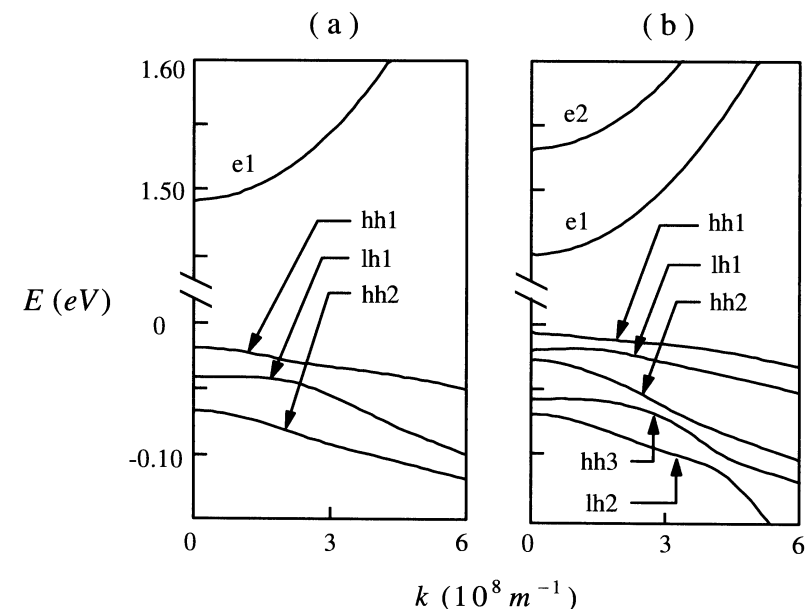 ( a )
( b )
1.60
1.50
E (eV)
0
-0.10
e1
hh1
lh1
hh2
0
3
6
e2
e1
hh1
lh1
hh2
hh3
lh2
0
3
6
k (10⁸ m⁻¹)